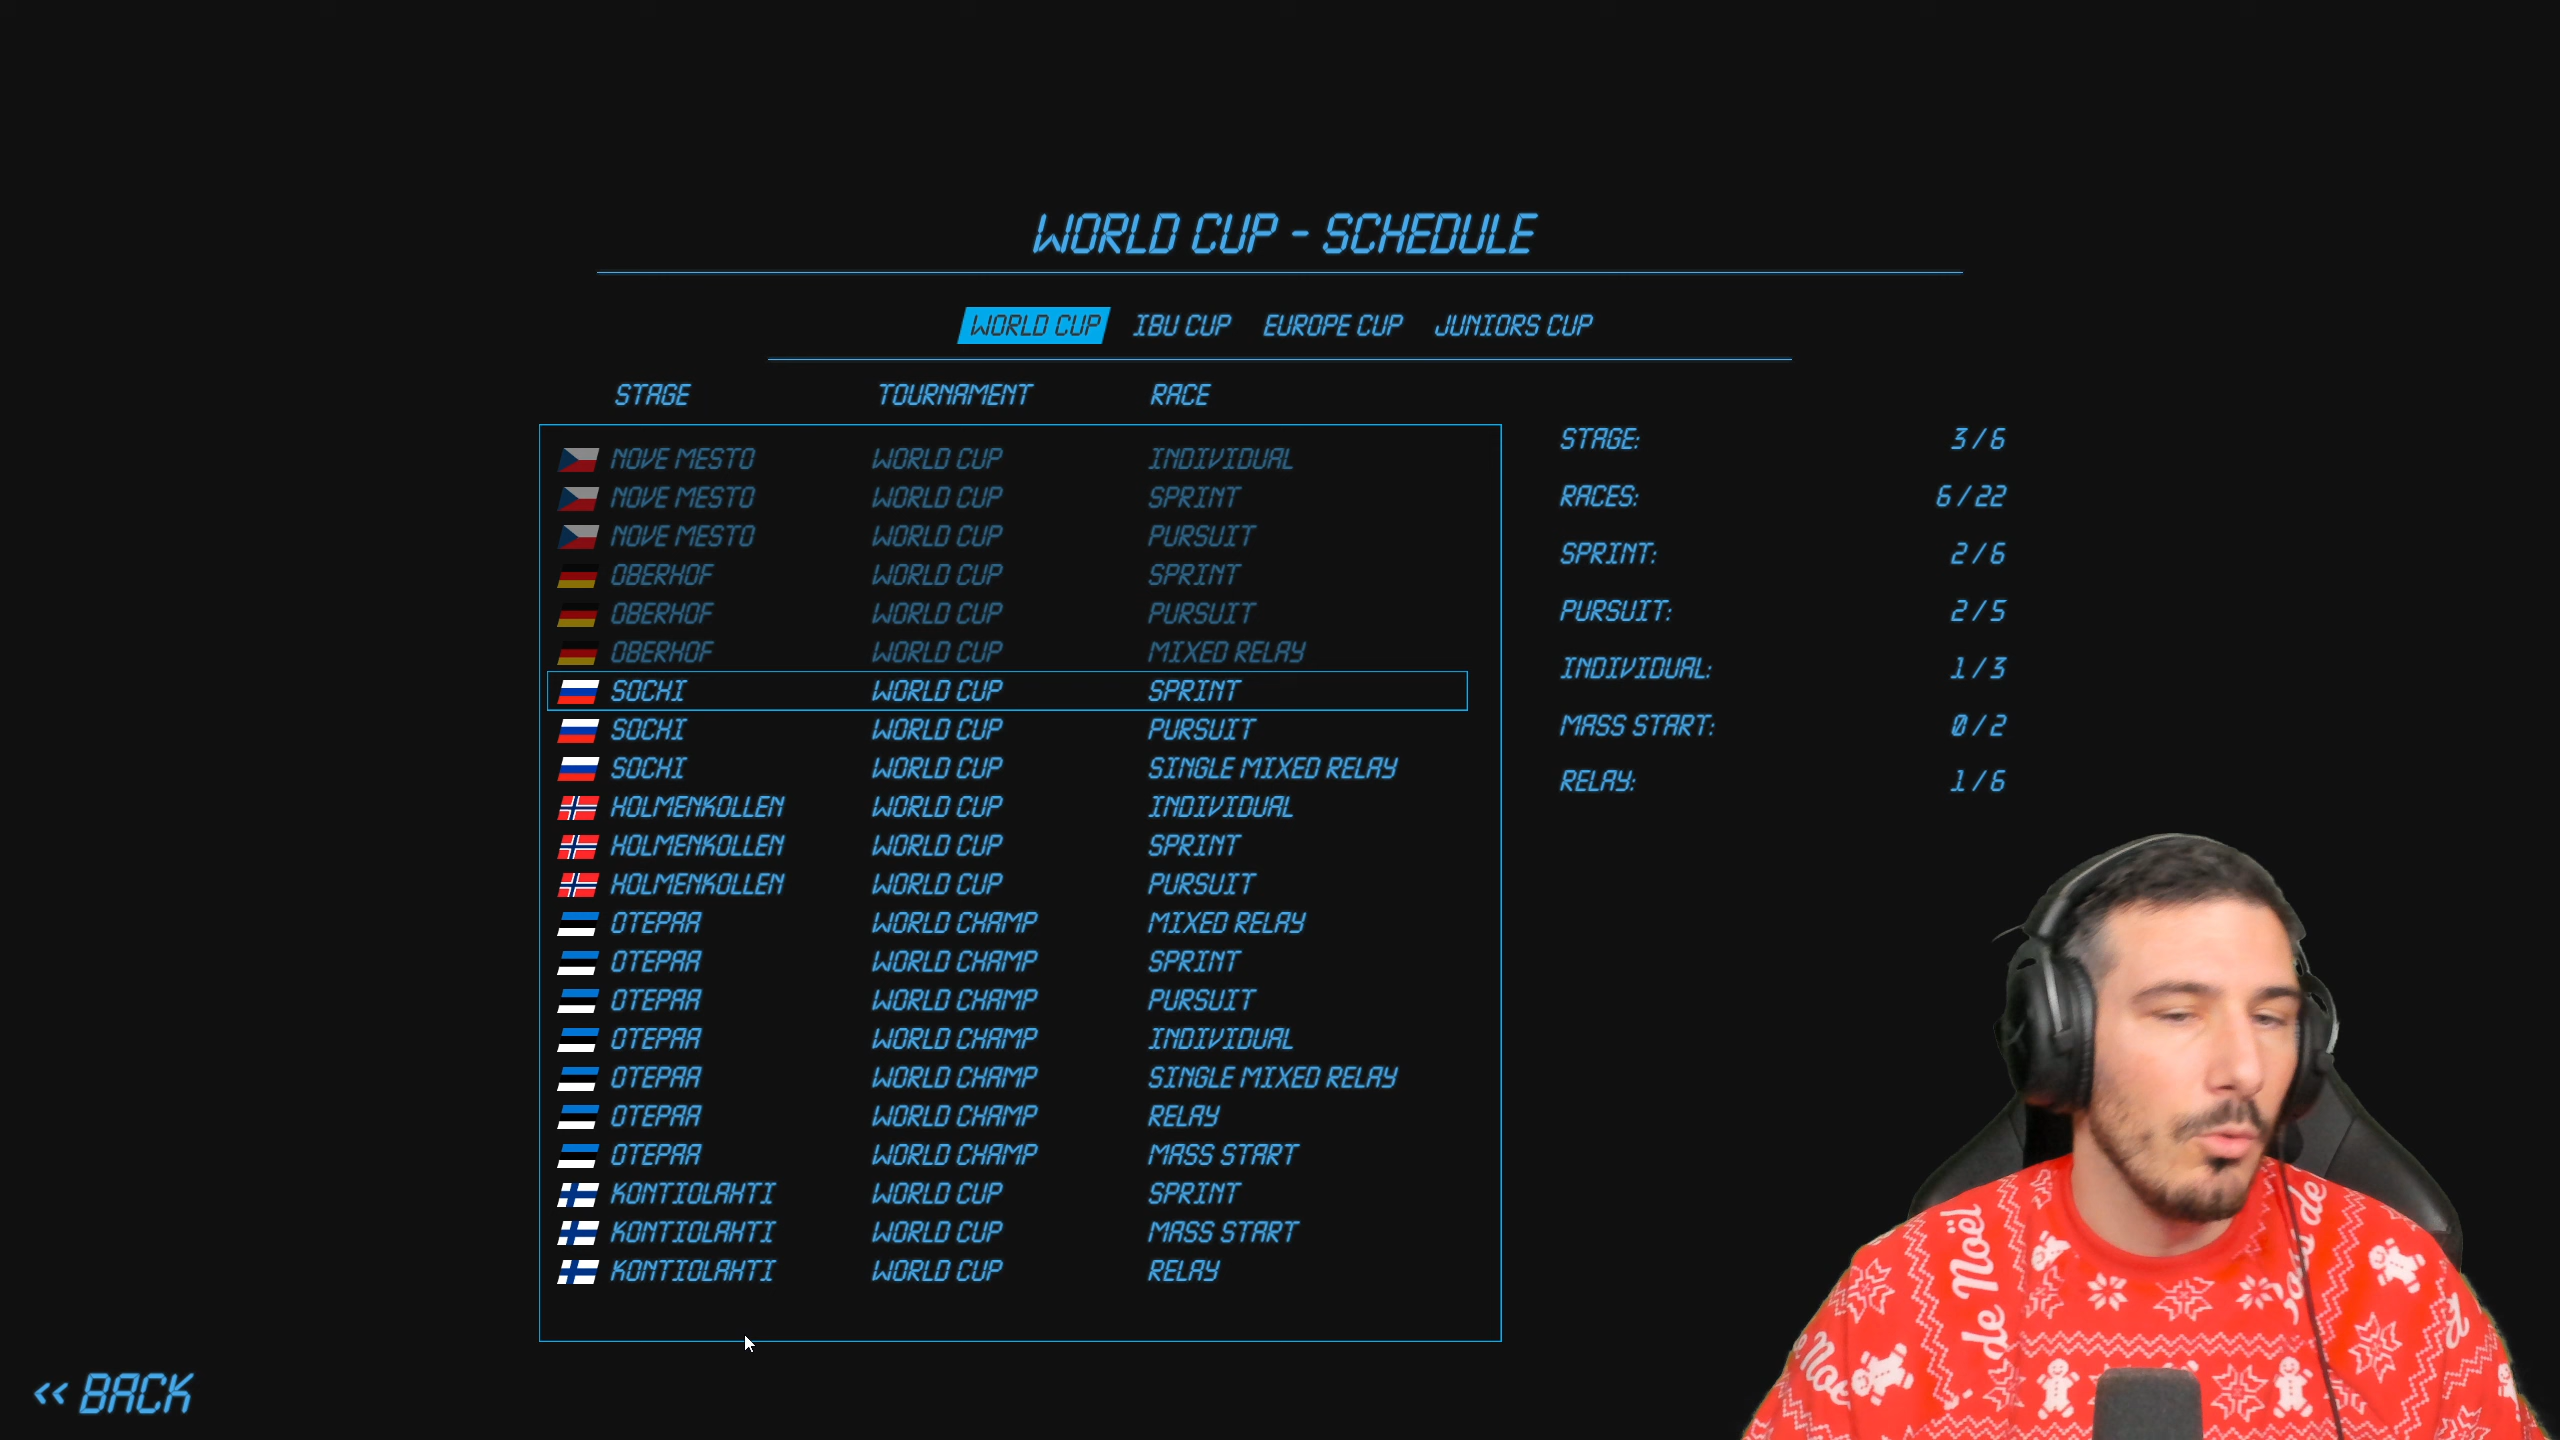 WORLD CUP - SCHEDULE
WORLD CUP IBU CUP EUROPE CUP JUNIORS CUP
STAGE TOURNAMENT RACE
NOVE MESTO WORLD CUP INDIVIDUAL
NOVE MESTO WORLD CUP SPRINT
NOVE MESTO WORLD CUP PURSUIT
OBERHOF WORLD CUP SPRINT
OBERHOF WORLD CUP PURSUIT
OBERHOF WORLD CUP MIXED RELAY
SOCHI WORLD CUP SPRINT
SOCHI WORLD CUP PURSUIT
SOCHI WORLD CUP SINGLE MIXED RELAY
HOLMENKOLLEN WORLD CUP INDIVIDUAL
HOLMENKOLLEN WORLD CUP SPRINT
HOLMENKOLLEN WORLD CUP PURSUIT
OTEPAA WORLD CHAMP MIXED RELAY
OTEPAA WORLD CHAMP SPRINT
OTEPAA WORLD CHAMP PURSUIT
OTEPAA WORLD CHAMP INDIVIDUAL
OTEPAA WORLD CHAMP SINGLE MIXED RELAY
OTEPAA WORLD CHAMP RELAY
OTEPAA WORLD CHAMP MASS START
KONTIOLAHTI WORLD CUP SPRINT
KONTIOLAHTI WORLD CUP MASS START
KONTIOLAHTI WORLD CUP RELAY
STAGE: 3/6
RACES: 6/22
SPRINT: 2/6
PURSUIT: 2/5
INDIVIDUAL: 1/3
MASS START: 0/2
RELAY: 1/6
<< BACK
de Noël
de
de